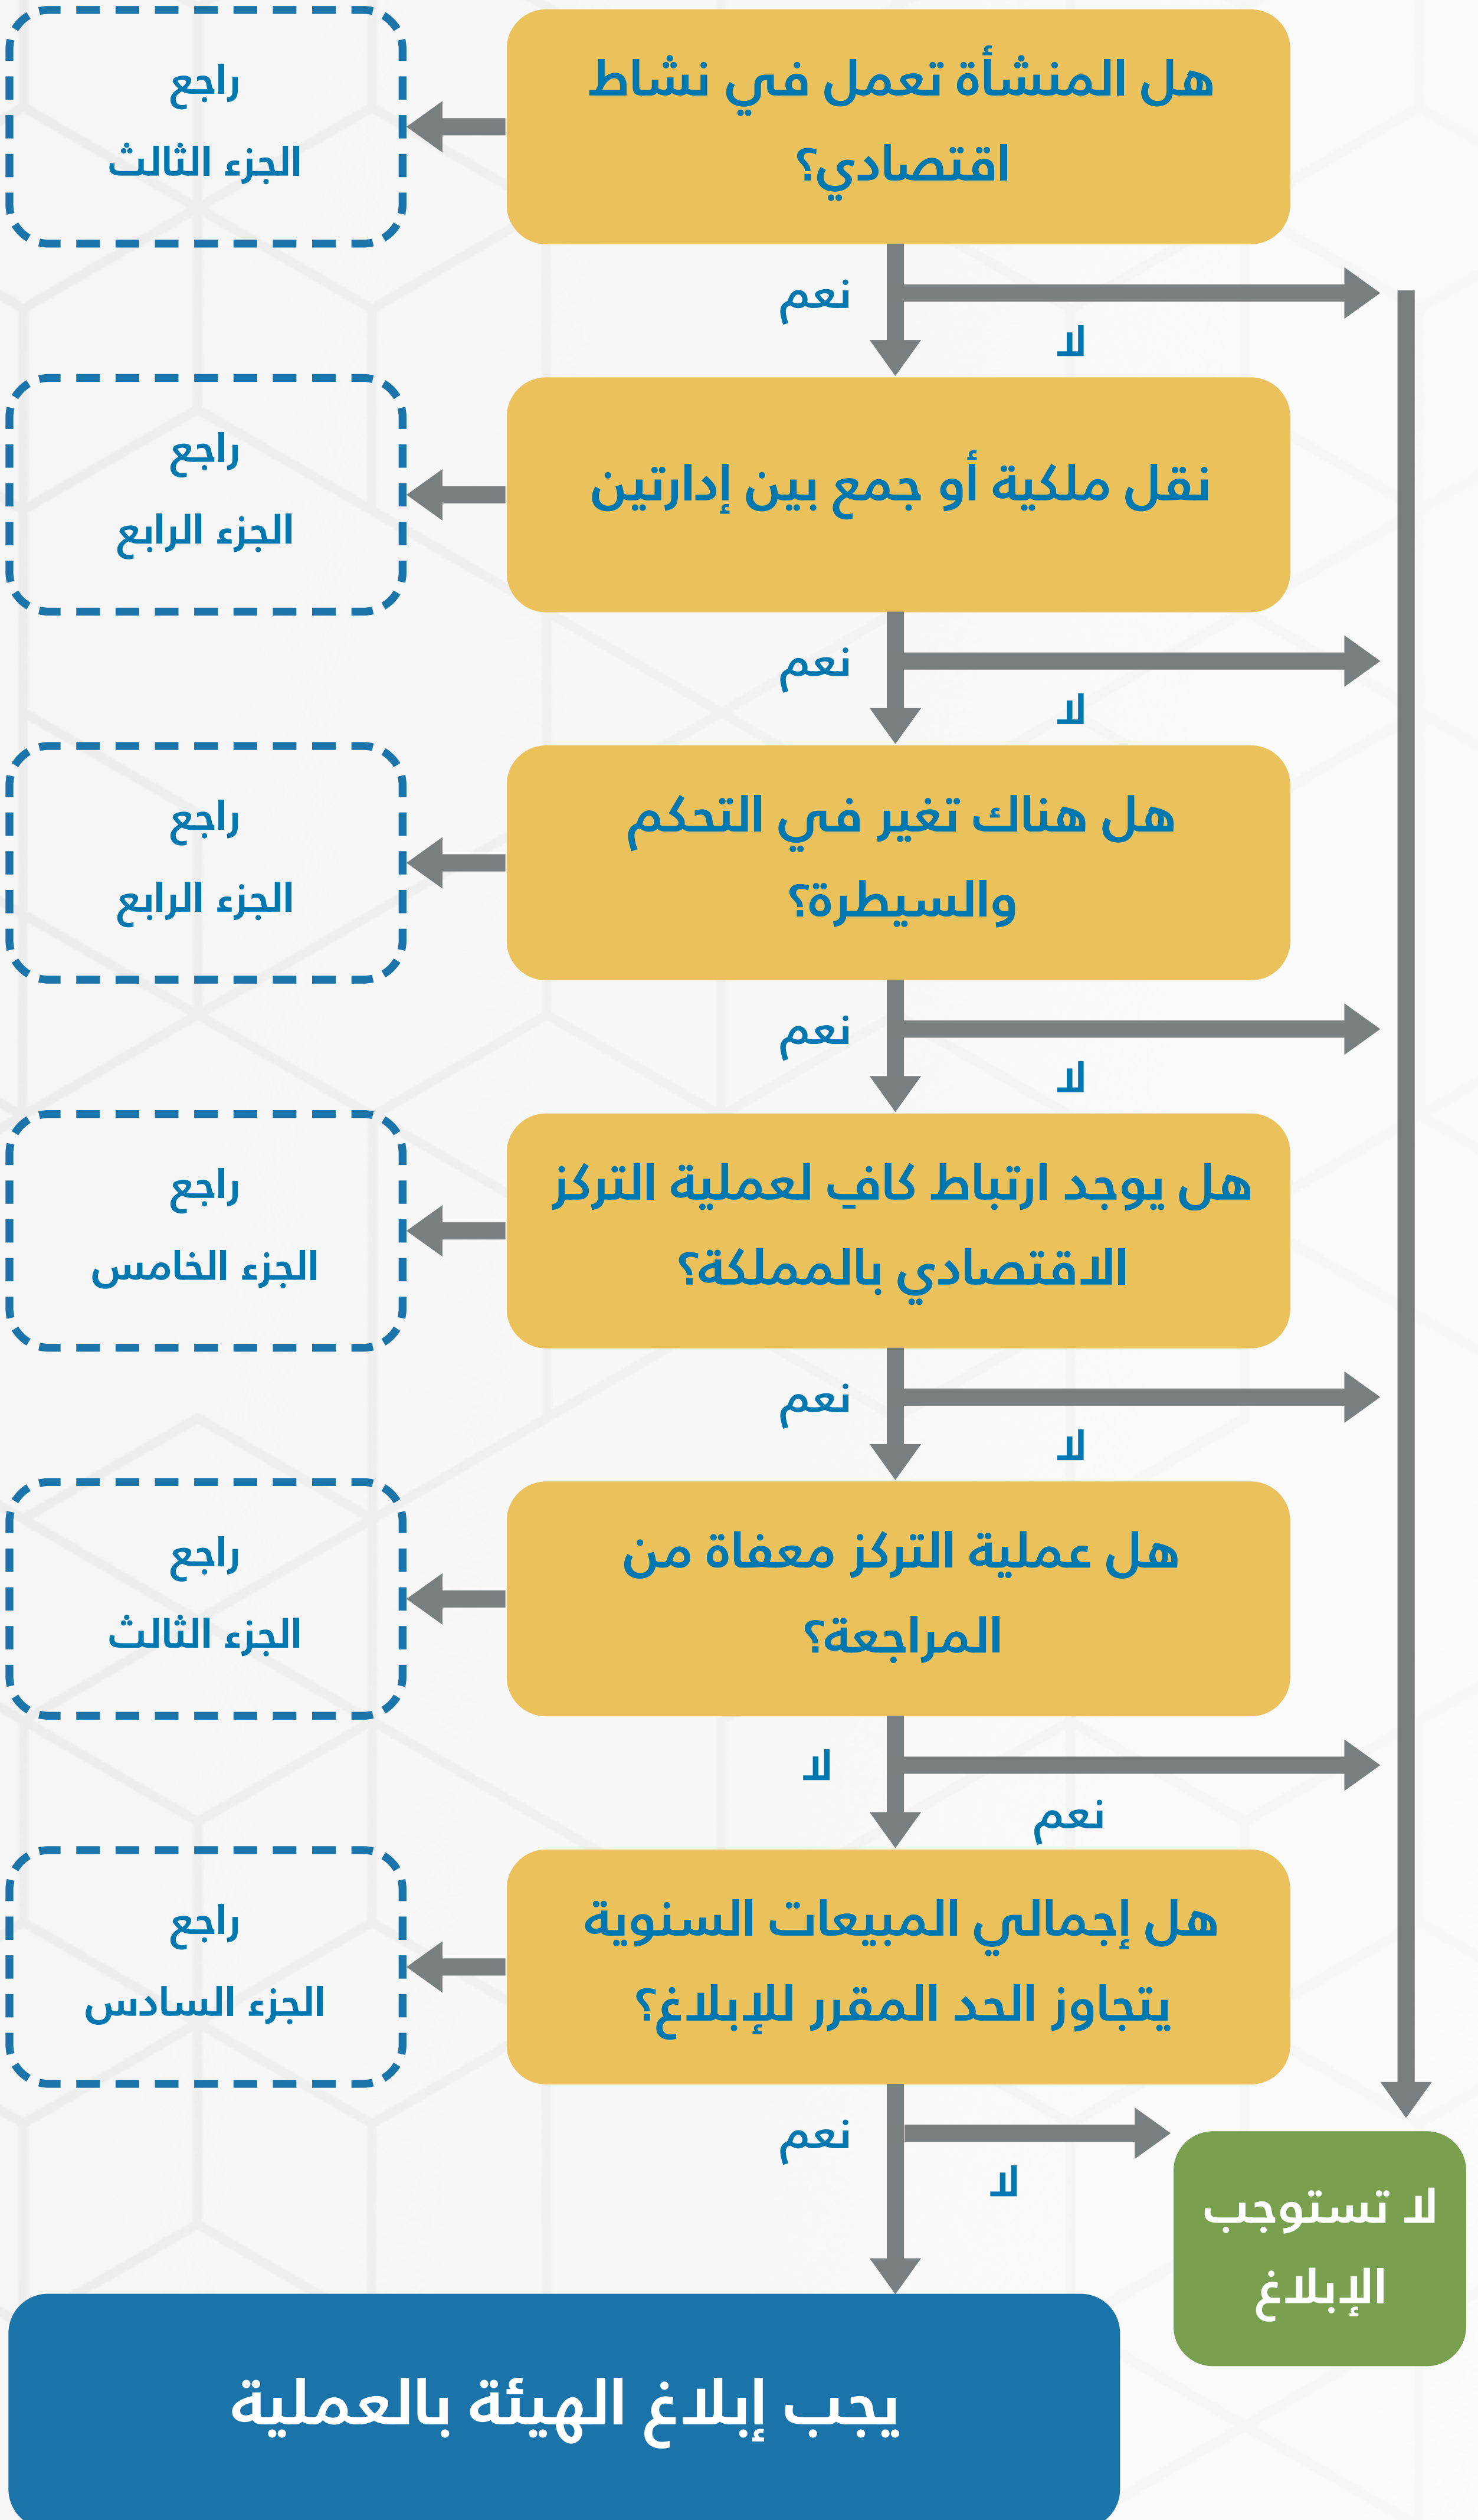 هل المنشأة تعمل في نشاط
اقتصادي؟
راجع
الجزء الثالث
نعم
لا
نقل ملكية أو جمع بين إدارتين
راجع
الجزء الرابع
نعم
لا
هل هناك تغير في التحكم
والسيطرة؟
راجع
الجزء الرابع
نعم
لا
هل يوجد ارتباط كافٍ لعملية التركز
الاقتصادي بالمملكة؟
راجع
الجزء الخامس
نعم
لا
هل عملية التركز معفاة من
المراجعة؟
راجع
الجزء الثالث
لا
نعم
هل إجمالي المبيعات السنوية
يتجاوز الحد المقرر للإبلاغ؟
راجع
الجزء السادس
نعم
لا
لا تستوجب
الإبلاغ
يجب إبلاغ الهيئة بالعملية